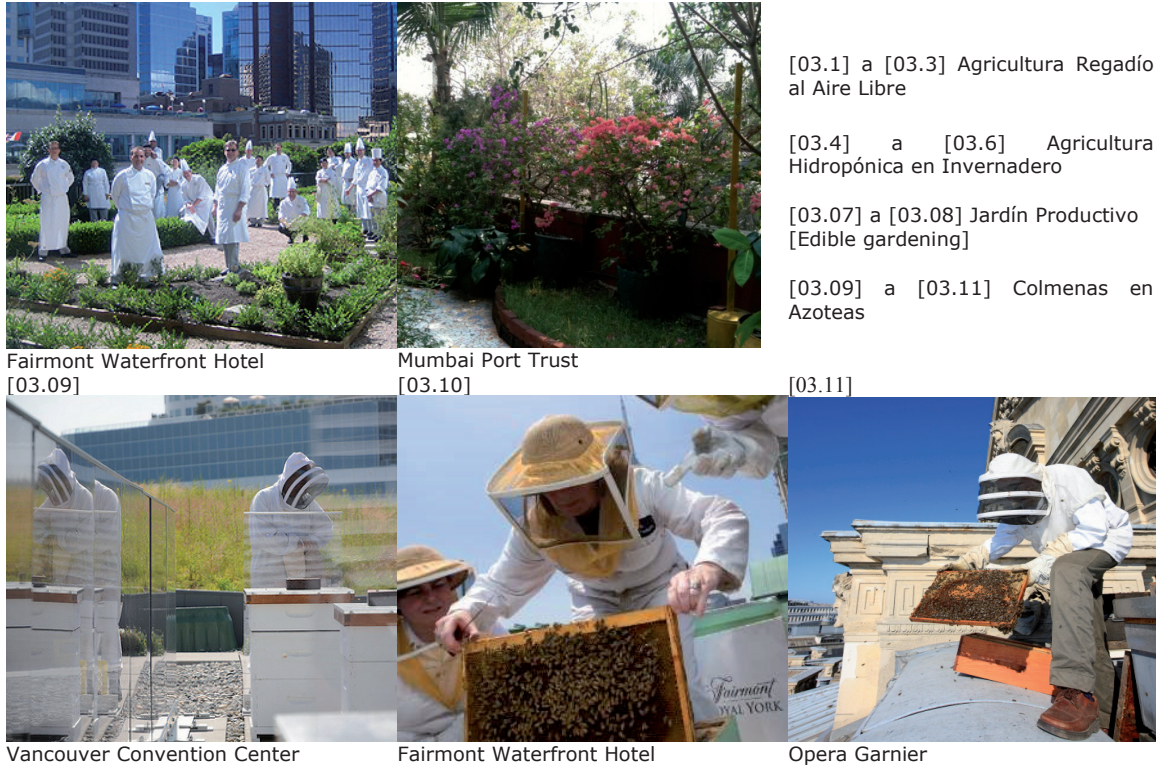 [03.1] a [03.3] Agricultura Regadío
al Aire Libre
[03.4] a [03.6] Agricultura
Hidropónica en Invernadero
[03.07] a [03.08] Jardín Productivo
[Edible gardening]
[03.09] a [03.11] Colmenas en
Azoteas
Fairmont Waterfront Hotel
Mumbai Port Trust
[03.09]
[03.10]
[03.11]
Fairmont
YAL YORK
Vancouver Convention Center
Fairmont Waterfront Hotel
Opera Garnier